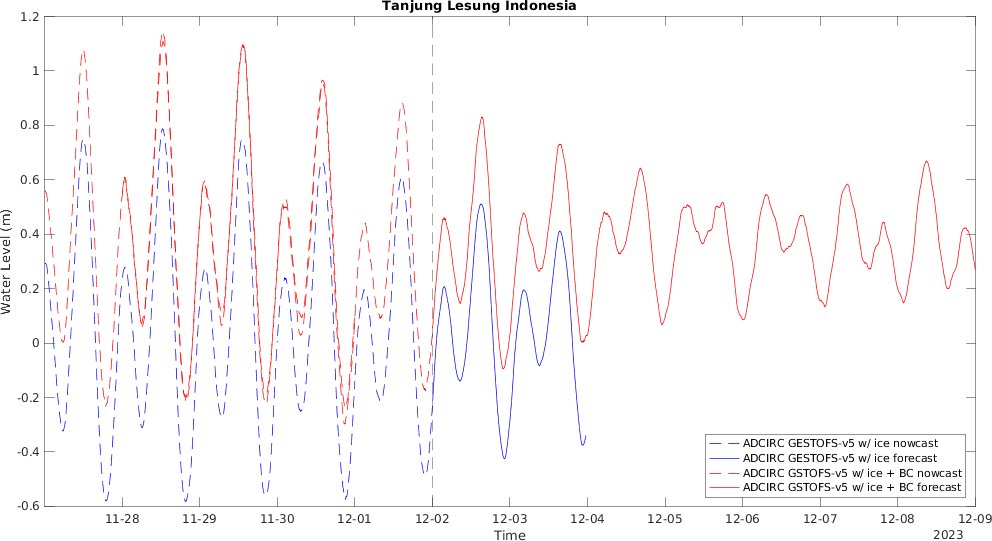 Tanjung Lesung Indonesia
Water Level (m)
1.2
1
0.8
0.6
0.4
0.2
0
-0.2
-0.4
-0.6
ADCIRC GESTOFS-v5 w/ ice nowcast
ADCIRC GESTOFS-v5 w/ ice forecast
ADCIRC GSTOFS-v5 w/ ice + BC nowcast
ADCIRC GSTOFS-v5 w/ ice + BC forecast
11-28 11-29 11-30 12-01 12-02 12-03 12-04 12-05 12-06 12-07 12-08 12-09
Time
2023